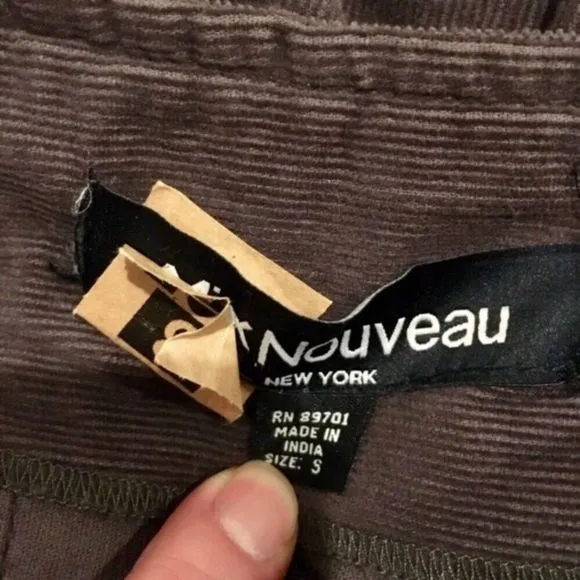 Nouveau
NEW YORK
RN 89701
MADE IN
INDIA
SIZE: S